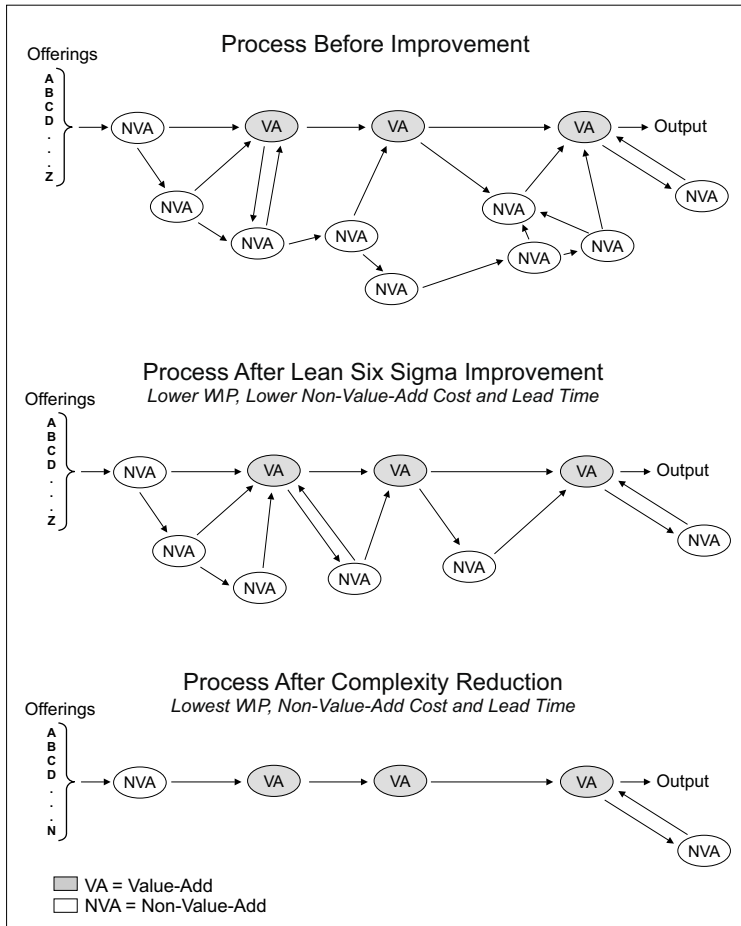 Process Before Improvement
Offerings
A
B
C
D
.
.
.
Z
NVA
VA
VA
VA
Output
NVA
NVA
NVA
NVA
NVA
NVA
NVA
NVA
Process After Lean Six Sigma Improvement
Lower WIP, Lower Non-Value-Add Cost and Lead Time
Offerings
A
B
C
D
.
.
.
Z
NVA
VA
VA
VA
Output
NVA
NVA
NVA
NVA
NVA
Process After Complexity Reduction
Lowest WIP, Non-Value-Add Cost and Lead Time
Offerings
A
B
C
D
.
.
.
N
NVA
VA
VA
VA
Output
NVA
VA = Value-Add
NVA = Non-Value-Add